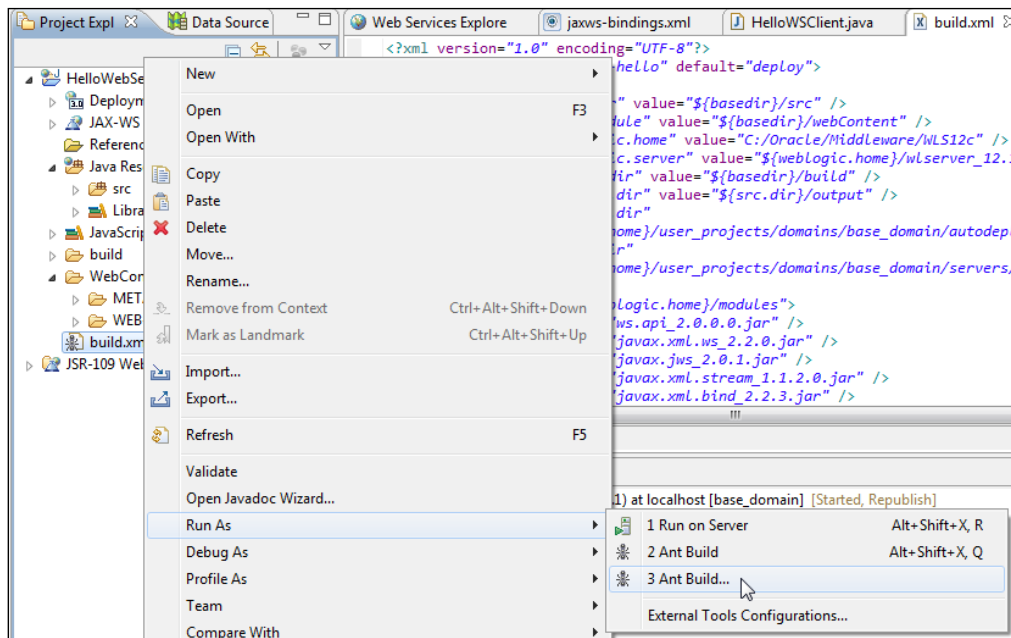 Project Expl
Data Source
Web Services Explore
jaxws-bindings.xml
HelloWSClient.java
build.xml
<?xml version="1.0" encoding="UTF-8"?>
hello" default="deploy">
" value="${basedir}/src" />
value="${basedir}/webContent" />
.home" value="C:/Oracle/Middleware/WLS12c" />
.server" value="${weblogic.home}/wlserver_12.
" value="${basedir}/build" />
dir" value="${src.dir}/output" />
dir"
ome}/user_projects/domains/base_domain/autodep
r"
ome}/user_projects/domains/base_domain/servers/
logic.home}/modules">
ws.api_2.0.0.0.jar" />
javax.xml.ws_2.2.0.jar" />
javax.jws_2.0.1.jar" />
javax.xml.stream_1.1.2.0.jar" />
javax.xml.bind_2.2.3.jar" />
HelloWebSe
3.0 Deploym
JAX-WS
Referenc
Java Res
src
Libra
JavaScrip
build
WebCon
META
WEB
build.xm
JSR-109 Web
New
Open F3
Open With
Copy
Paste
Delete
Move...
Rename...
Remove from Context Ctrl+Alt+Shift+Down
Mark as Landmark Ctrl+Alt+Shift+Up
Import...
Export...
Refresh F5
Validate
Open Javadoc Wizard...
Run As
Debug As
Profile As
Team
Compare With
1) at localhost [base_domain] [Started, Republish]
1 Run on Server Alt+Shift+X, R
2 Ant Build Alt+Shift+X, Q
3 Ant Build...
External Tools Configurations...